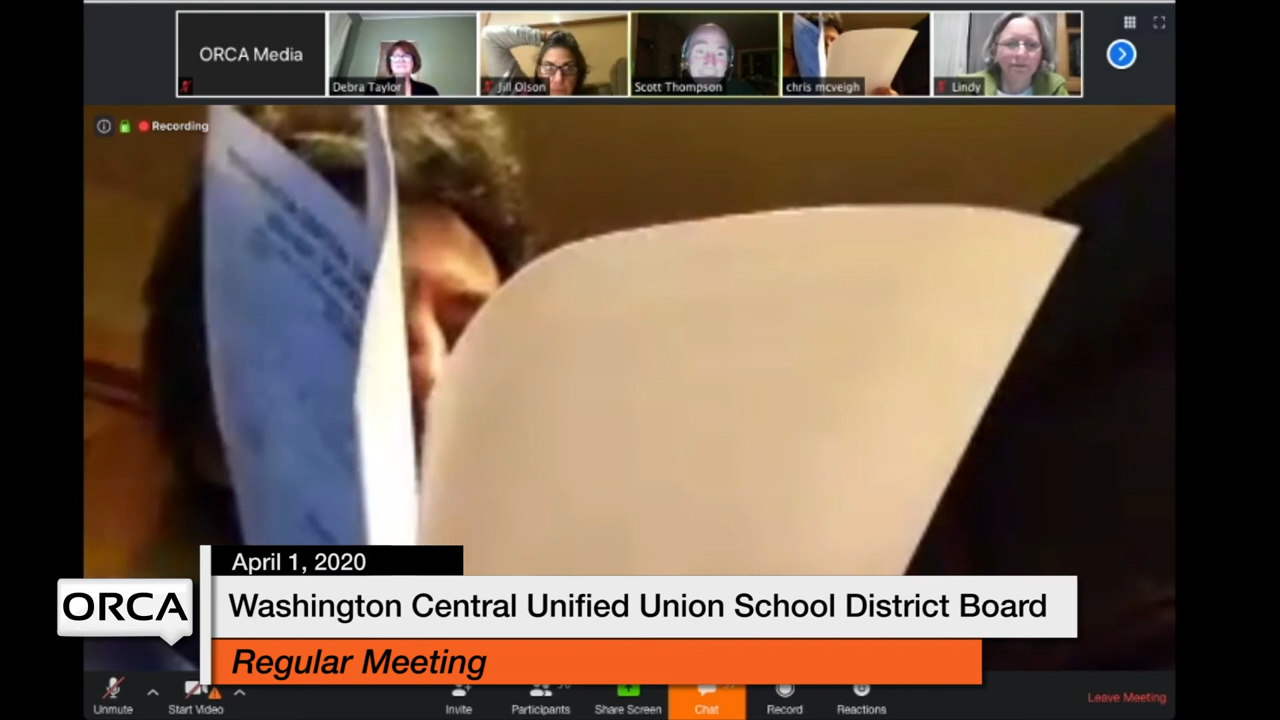 ORCA Media
Debra Taylor
Jill Olson
Scott Thompson
chris mcveigh
Lindy
Recording
April 1, 2020
ORCA
Washington Central Unified Union School District Board
Regular Meeting
Unmute
Start Video
Invite
Participants
Share Screen
Chat
Record
Reactions
Leave Meeting